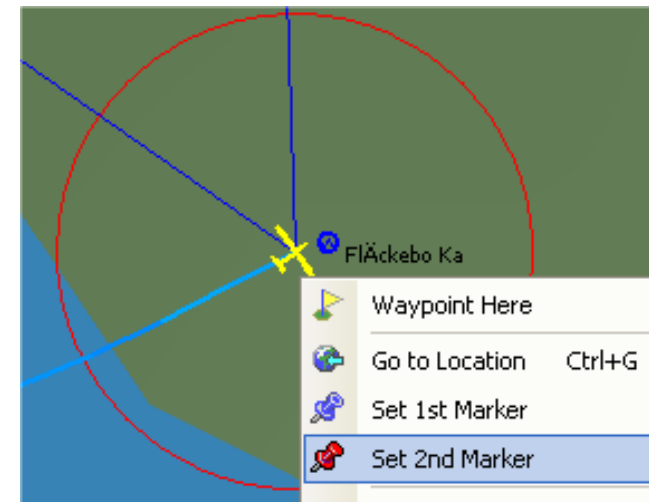 FlÄckebo Ka
Waypoint Here
Go to Location Ctrl+G
Set 1st Marker
Set 2nd Marker